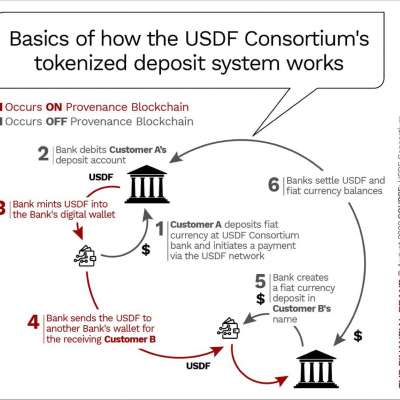 Basics of how the USDF Consortium's
tokenized deposit system works
Occurs ON Provenance Blockchain
Occurs OFF Provenance Blockchain
2 Bank debits Customer A's
deposit account
USDF
3 Bank mints USDF into
the Bank's digital wallet
$
1 Customer A deposits fiat
currency at USDF Consortium
bank and initiates a payment
via the USDF network
6 Banks settle USDF and
fiat currency balances
5 Bank creates
$ a fiat currency
deposit in
Customer B's
name
4 Bank sends the USDF to
another Bank's wallet for
the receiving Customer B
USDF
$